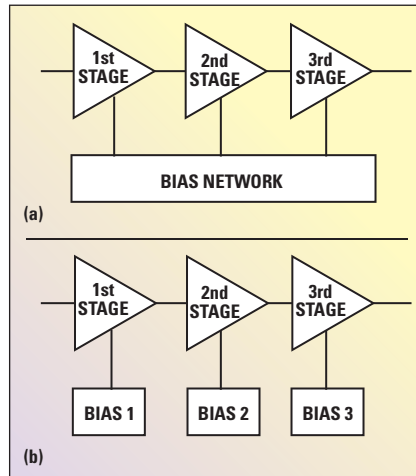 1st
STAGE
2nd
STAGE
3rd
STAGE
BIAS NETWORK
(a)
1st
STAGE
2nd
STAGE
3rd
STAGE
BIAS 1
BIAS 2
BIAS 3
(b)